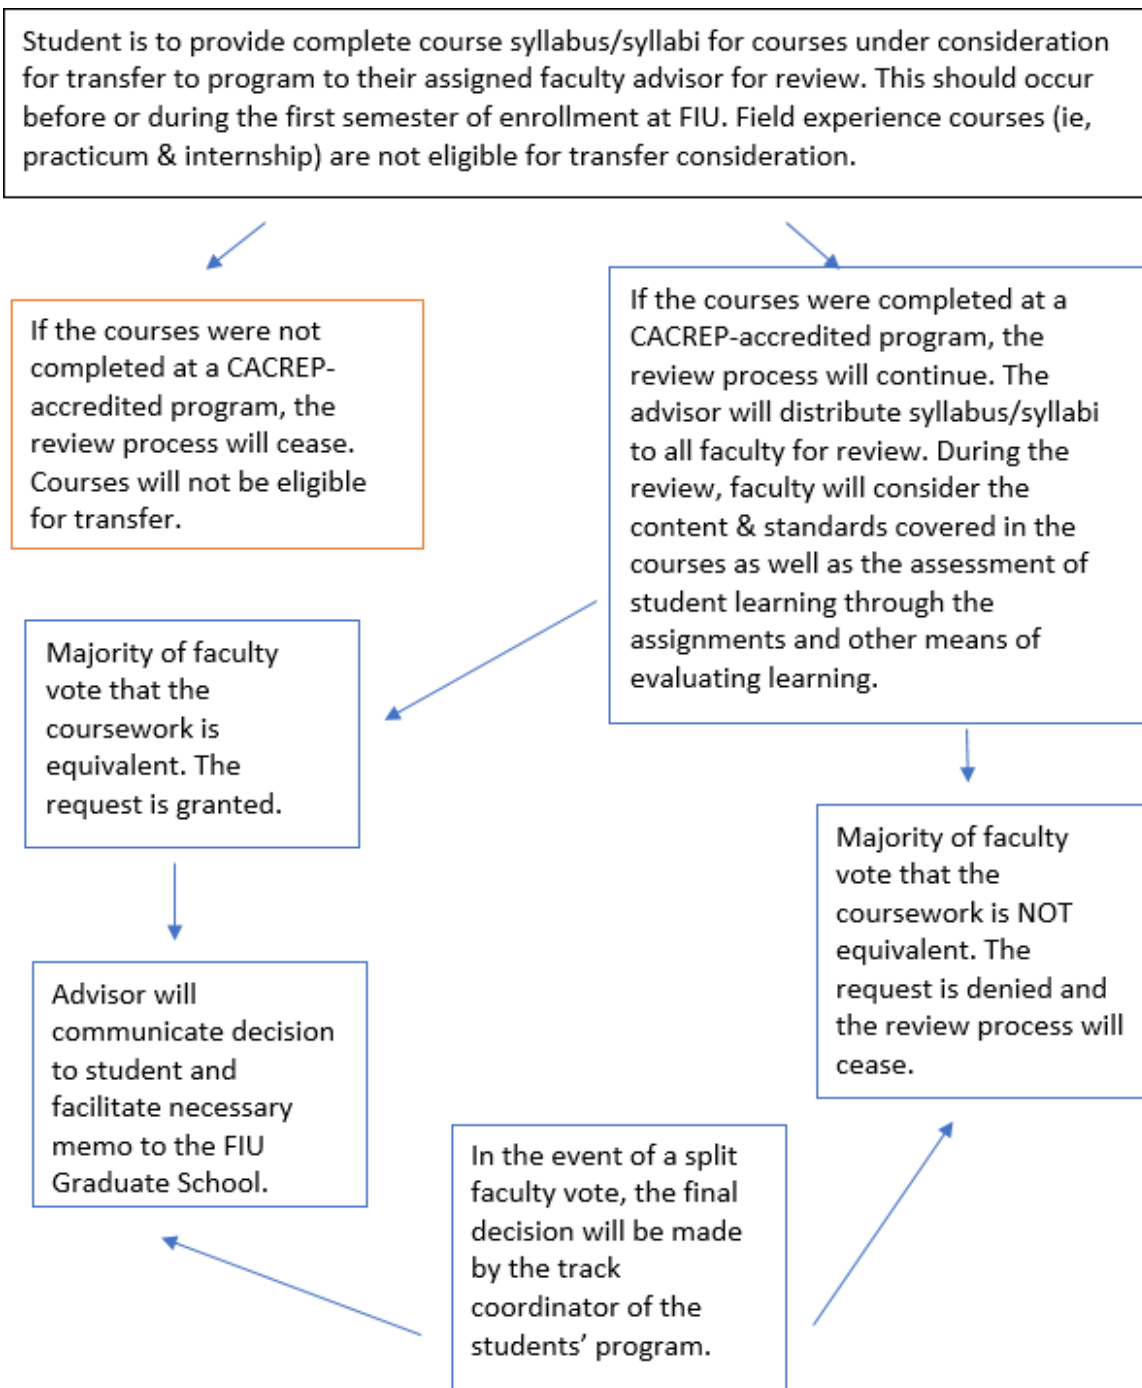 Student is to provide complete course syllabus/syllabi for courses under consideration
for transfer to program to their assigned faculty advisor for review. This should occur
before or during the first semester of enrollment at FIU. Field experience courses (ie,
practicum & internship) are not eligible for transfer consideration.
If the courses were not
completed at a CACREP-
accredited program, the
review process will cease.
Courses will not be eligible
for transfer.
If the courses were completed at a
CACREP-accredited program, the
review process will continue. The
advisor will distribute syllabus/syllabi
to all faculty for review. During the
review, faculty will consider the
content & standards covered in the
courses as well as the assessment of
student learning through the
assignments and other means of
evaluating learning.
Majority of faculty
vote that the
coursework is
equivalent. The
request is granted.
Majority of faculty
vote that the
coursework is NOT
equivalent. The
request is denied and
the review process will
cease.
Advisor will
communicate decision
to student and
facilitate necessary
memo to the FIU
Graduate School.
In the event of a split
faculty vote, the final
decision will be made
by the track
coordinator of the
students’ program.